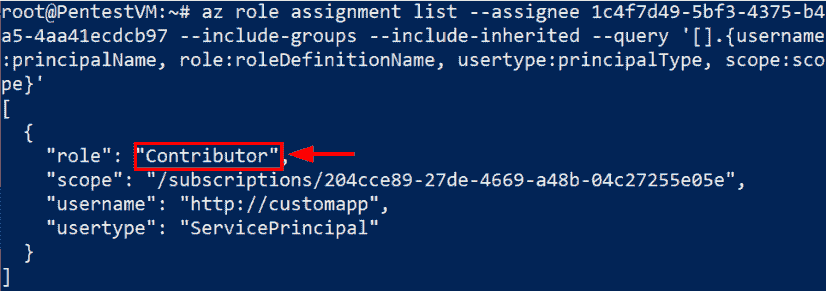 root@PentestVM:~# az role assignment list --assignee 1c4f7d49-5bf3-4375-b4
a5-4aa41ecdcb97 --include-groups --include-inherited --query '[].{username
:principalName, role:roleDefinitionName, usertype:principalType, scope:sco
pe}'
[
  {
    "role": "Contributor",
    "scope": "/subscriptions/204cce89-27de-4669-a48b-04c27255e05e",
    "username": "http://customapp",
    "usertype": "ServicePrincipal"
  }
]